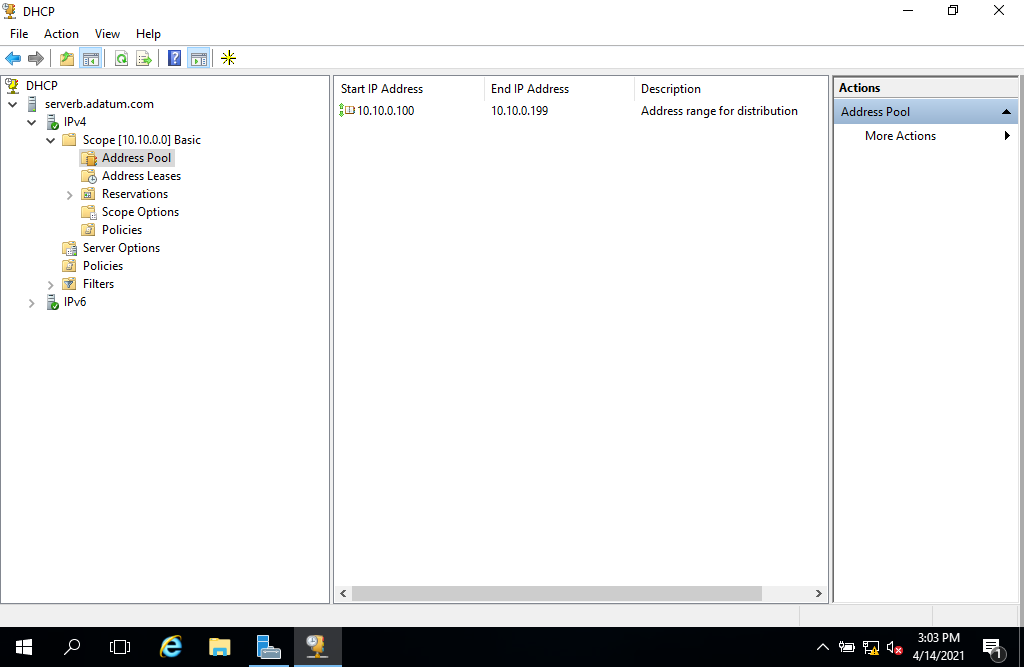 DHCP
File Action View Help
DHCP
serverb.adatum.com
IPv4
Scope [10.10.0.0] Basic
Address Pool
Address Leases
Reservations
Scope Options
Policies
Server Options
Policies
Filters
IPv6
Start IP Address End IP Address Description
10.10.0.100 10.10.0.199 Address range for distribution
Actions
Address Pool
More Actions
3:03 PM
4/14/2021
1